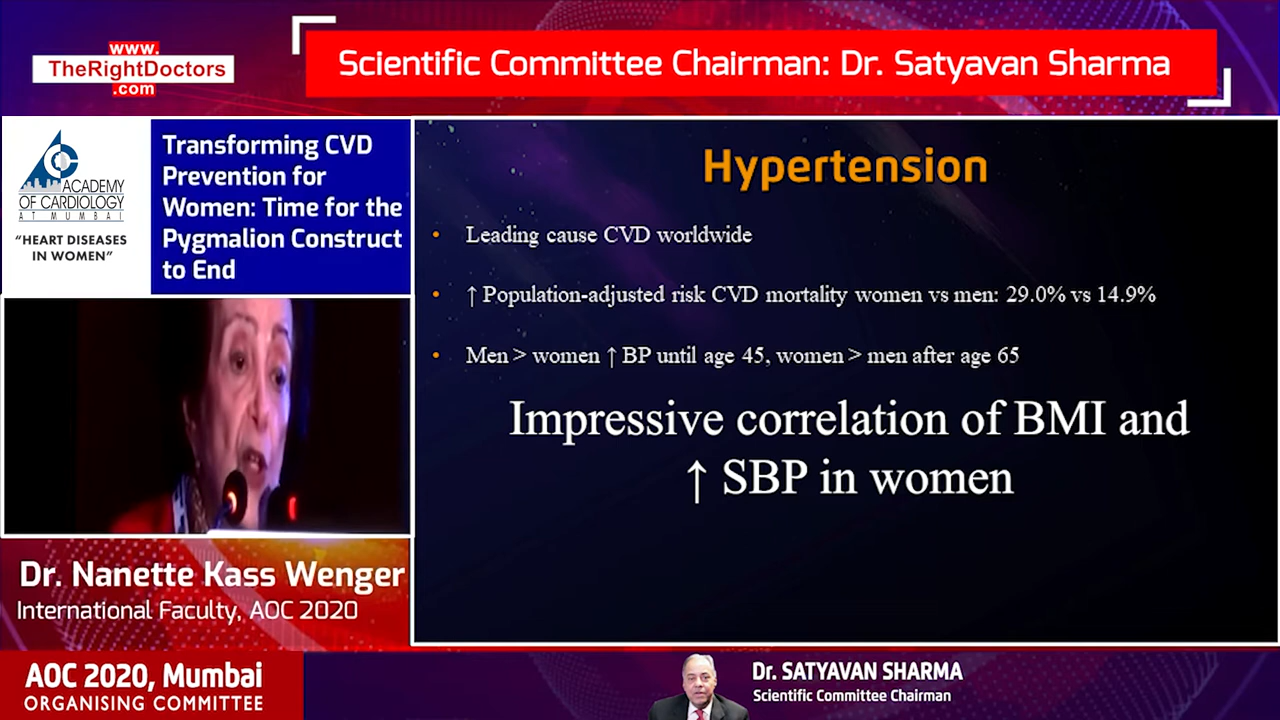 www.
TheRightDoctors
.com
Scientific Committee Chairman: Dr. Satyavan Sharma
ACADEMY
OF CARDIOLOGY
AT MUMBAI
“HEART DISEASES
IN WOMEN”
Transforming CVD
Prevention for
Women: Time for the
Pygmalion Construct
to End
Hypertension
• Leading cause CVD worldwide
• ↑ Population-adjusted risk CVD mortality women vs men: 29.0% vs 14.9%
• Men > women ↑ BP until age 45, women > men after age 65
Impressive correlation of BMI and
↑ SBP in women
Dr. Nanette Kass Wenger
International Faculty, AOC 2020
AOC 2020, Mumbai
ORGANISING COMMITTEE
Dr. SATYAVAN SHARMA
Scientific Committee Chairman